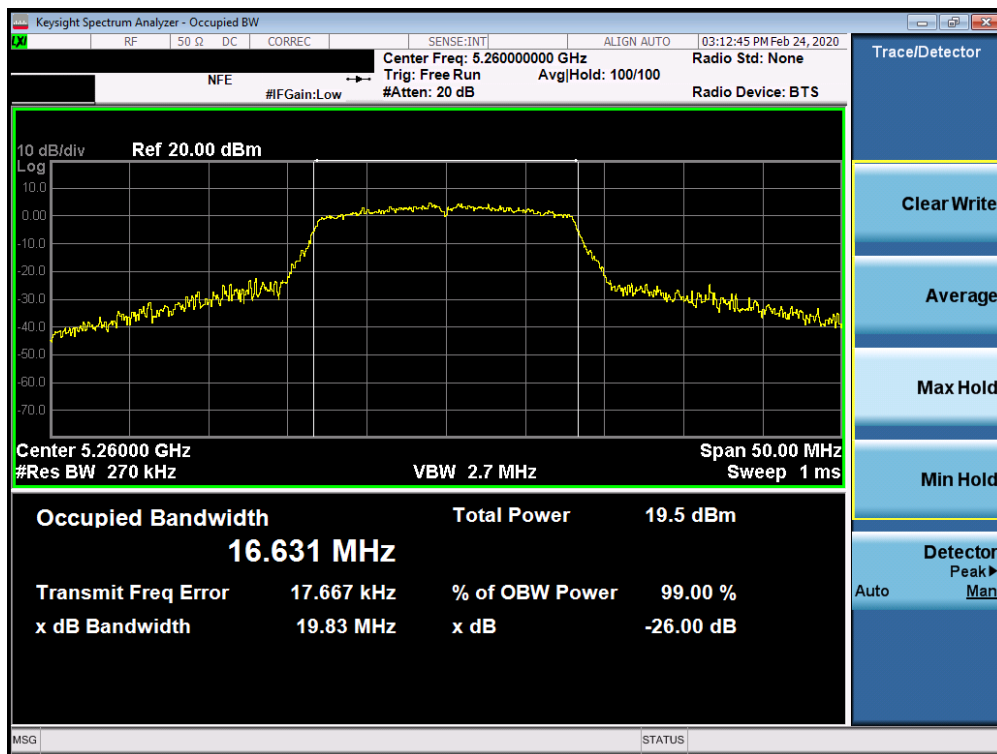 Keysight Spectrum Analyzer - Occupied BW
LXI RF 50 Ω DC CORREC SENSE:INT ALIGN AUTO 03:12:45 PM Feb 24, 2020
Center Freq: 5.260000000 GHz Radio Std: None
NFE Trig: Free Run Avg|Hold: 100/100
#IFGain:Low #Atten: 20 dB Radio Device: BTS
Trace/Detector
10 dB/div Ref 20.00 dBm
Log
10.0
0.00
-10.0
-20.0
-30.0
-40.0
-50.0
-60.0
-70.0
Center 5.26000 GHz Span 50.00 MHz
#Res BW 270 kHz VBW 2.7 MHz Sweep 1 ms
Occupied Bandwidth Total Power 19.5 dBm
16.631 MHz
Transmit Freq Error 17.667 kHz % of OBW Power 99.00 %
x dB Bandwidth 19.83 MHz x dB -26.00 dB
Clear Write
Average
Max Hold
Min Hold
Detector
Peak
Auto Man
MSG STATUS